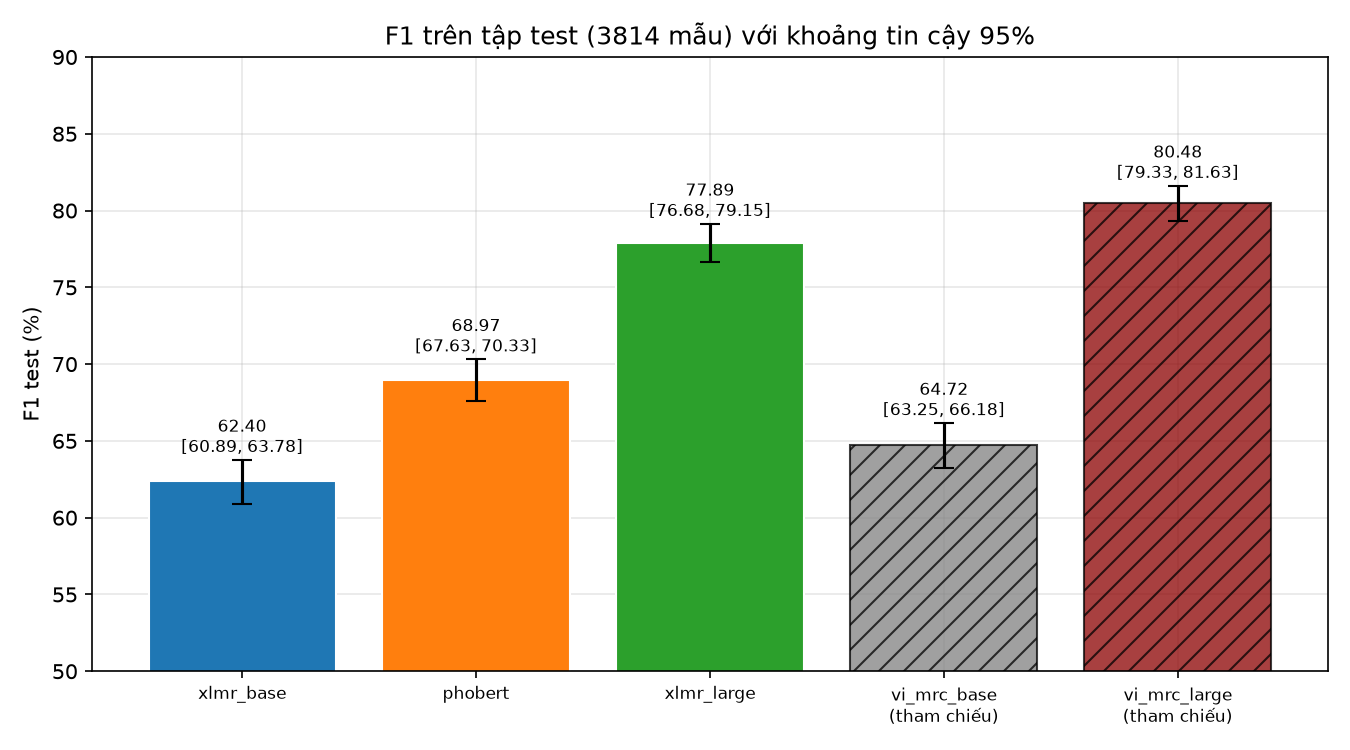 F1 trên tập test (3814 mẫu) với khoảng tin cậy 95%
F1 test (%)
90
85
80
75
70
65
60
55
50
62.40
[60.89, 63.78]
68.97
[67.63, 70.33]
77.89
[76.68, 79.15]
64.72
[63.25, 66.18]
80.48
[79.33, 81.63]
xlmr_base
phobert
xlmr_large
vi_mrc_base
(tham chiếu)
vi_mrc_large
(tham chiếu)